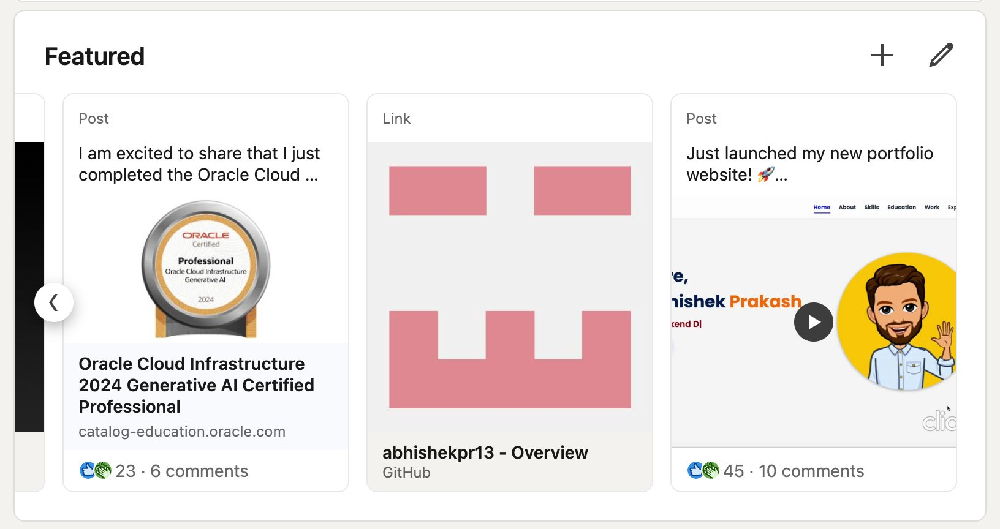 Featured
Post
I am excited to share that I just
completed the Oracle Cloud ...
ORACLE
Certified
Professional
Oracle Cloud Infrastructure
Generative AI
2024
Oracle Cloud Infrastructure
2024 Generative AI Certified
Professional
catalog-education.oracle.com
23 · 6 comments
Link
abhishekpr13 - Overview
GitHub
Post
Just launched my new portfolio
website! 🚀...
Home About Skills Education Work Exp
re,
hishek Prakash
kend D|
clic
45 · 10 comments